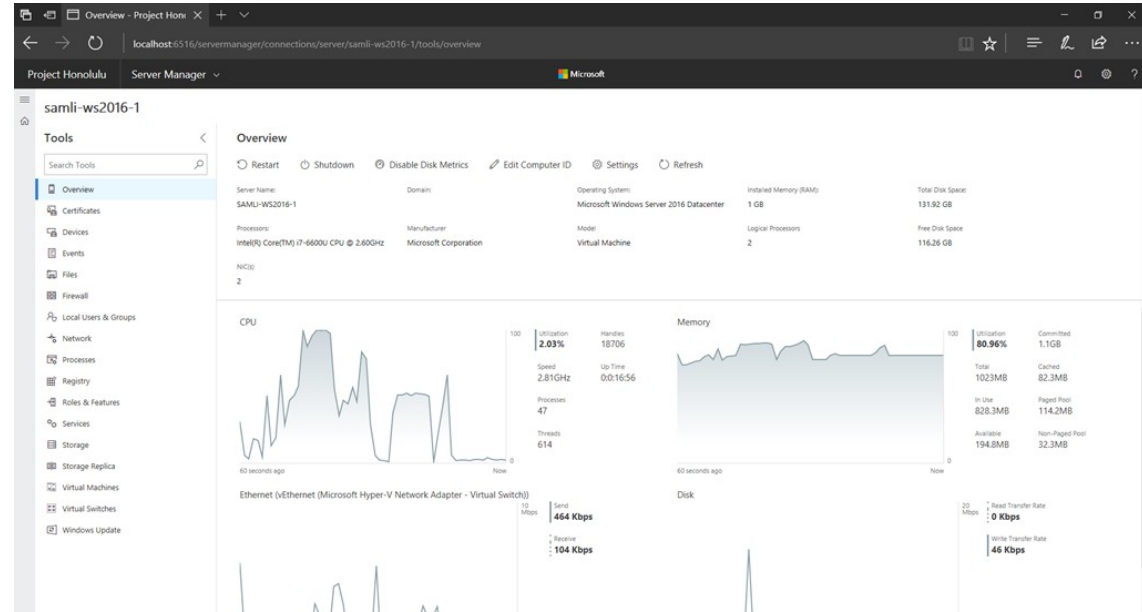 Overview - Project Hono
localhost:6516/servermanager/connections/server/samli-ws2016-1/tools/overview
Project Honolulu Server Manager Microsoft ?
samli-ws2016-1
Tools
Search Tools
Overview
Certificates
Devices
Events
Files
Firewall
Local Users & Groups
Network
Processes
Registry
Roles & Features
Services
Storage
Storage Replica
Virtual Machines
Virtual Switches
Windows Update
Overview
Restart Shutdown Disable Disk Metrics Edit Computer ID Settings Refresh
Server Name: Domain: Operating System: Installed Memory (RAM): Total Disk Space:
SAMLI-WS2016-1 Microsoft Windows Server 2016 Datacenter 1 GB 131.92 GB
Processors: Manufacturer Model Logical Processors Free Disk Space
Intel(R) Core(TM) i7-6600U CPU @ 2.60GHz Microsoft Corporation Virtual Machine 2 116.26 GB
NIC(s)
2
CPU
100
Utilization Handles
2.03% 18706
Speed Up Time
2.81GHz 0:0:16:56
Processes
47
Threads
614
0
60 seconds ago Now
Memory
100
Utilization Committed
80.96% 1.1GB
Total Cached
1023MB 82.3MB
In Use Paged Pool
828.3MB 114.2MB
Available Non-Paged Pool
194.8MB 32.3MB
0
60 seconds ago Now
Ethernet (vEthernet (Microsoft Hyper-V Network Adapter - Virtual Switch))
10
Mbps
Send
464 Kbps
Receive
104 Kbps
Disk
20
Mbps
Read Transfer Rate
0 Kbps
Write Transfer Rate
46 Kbps